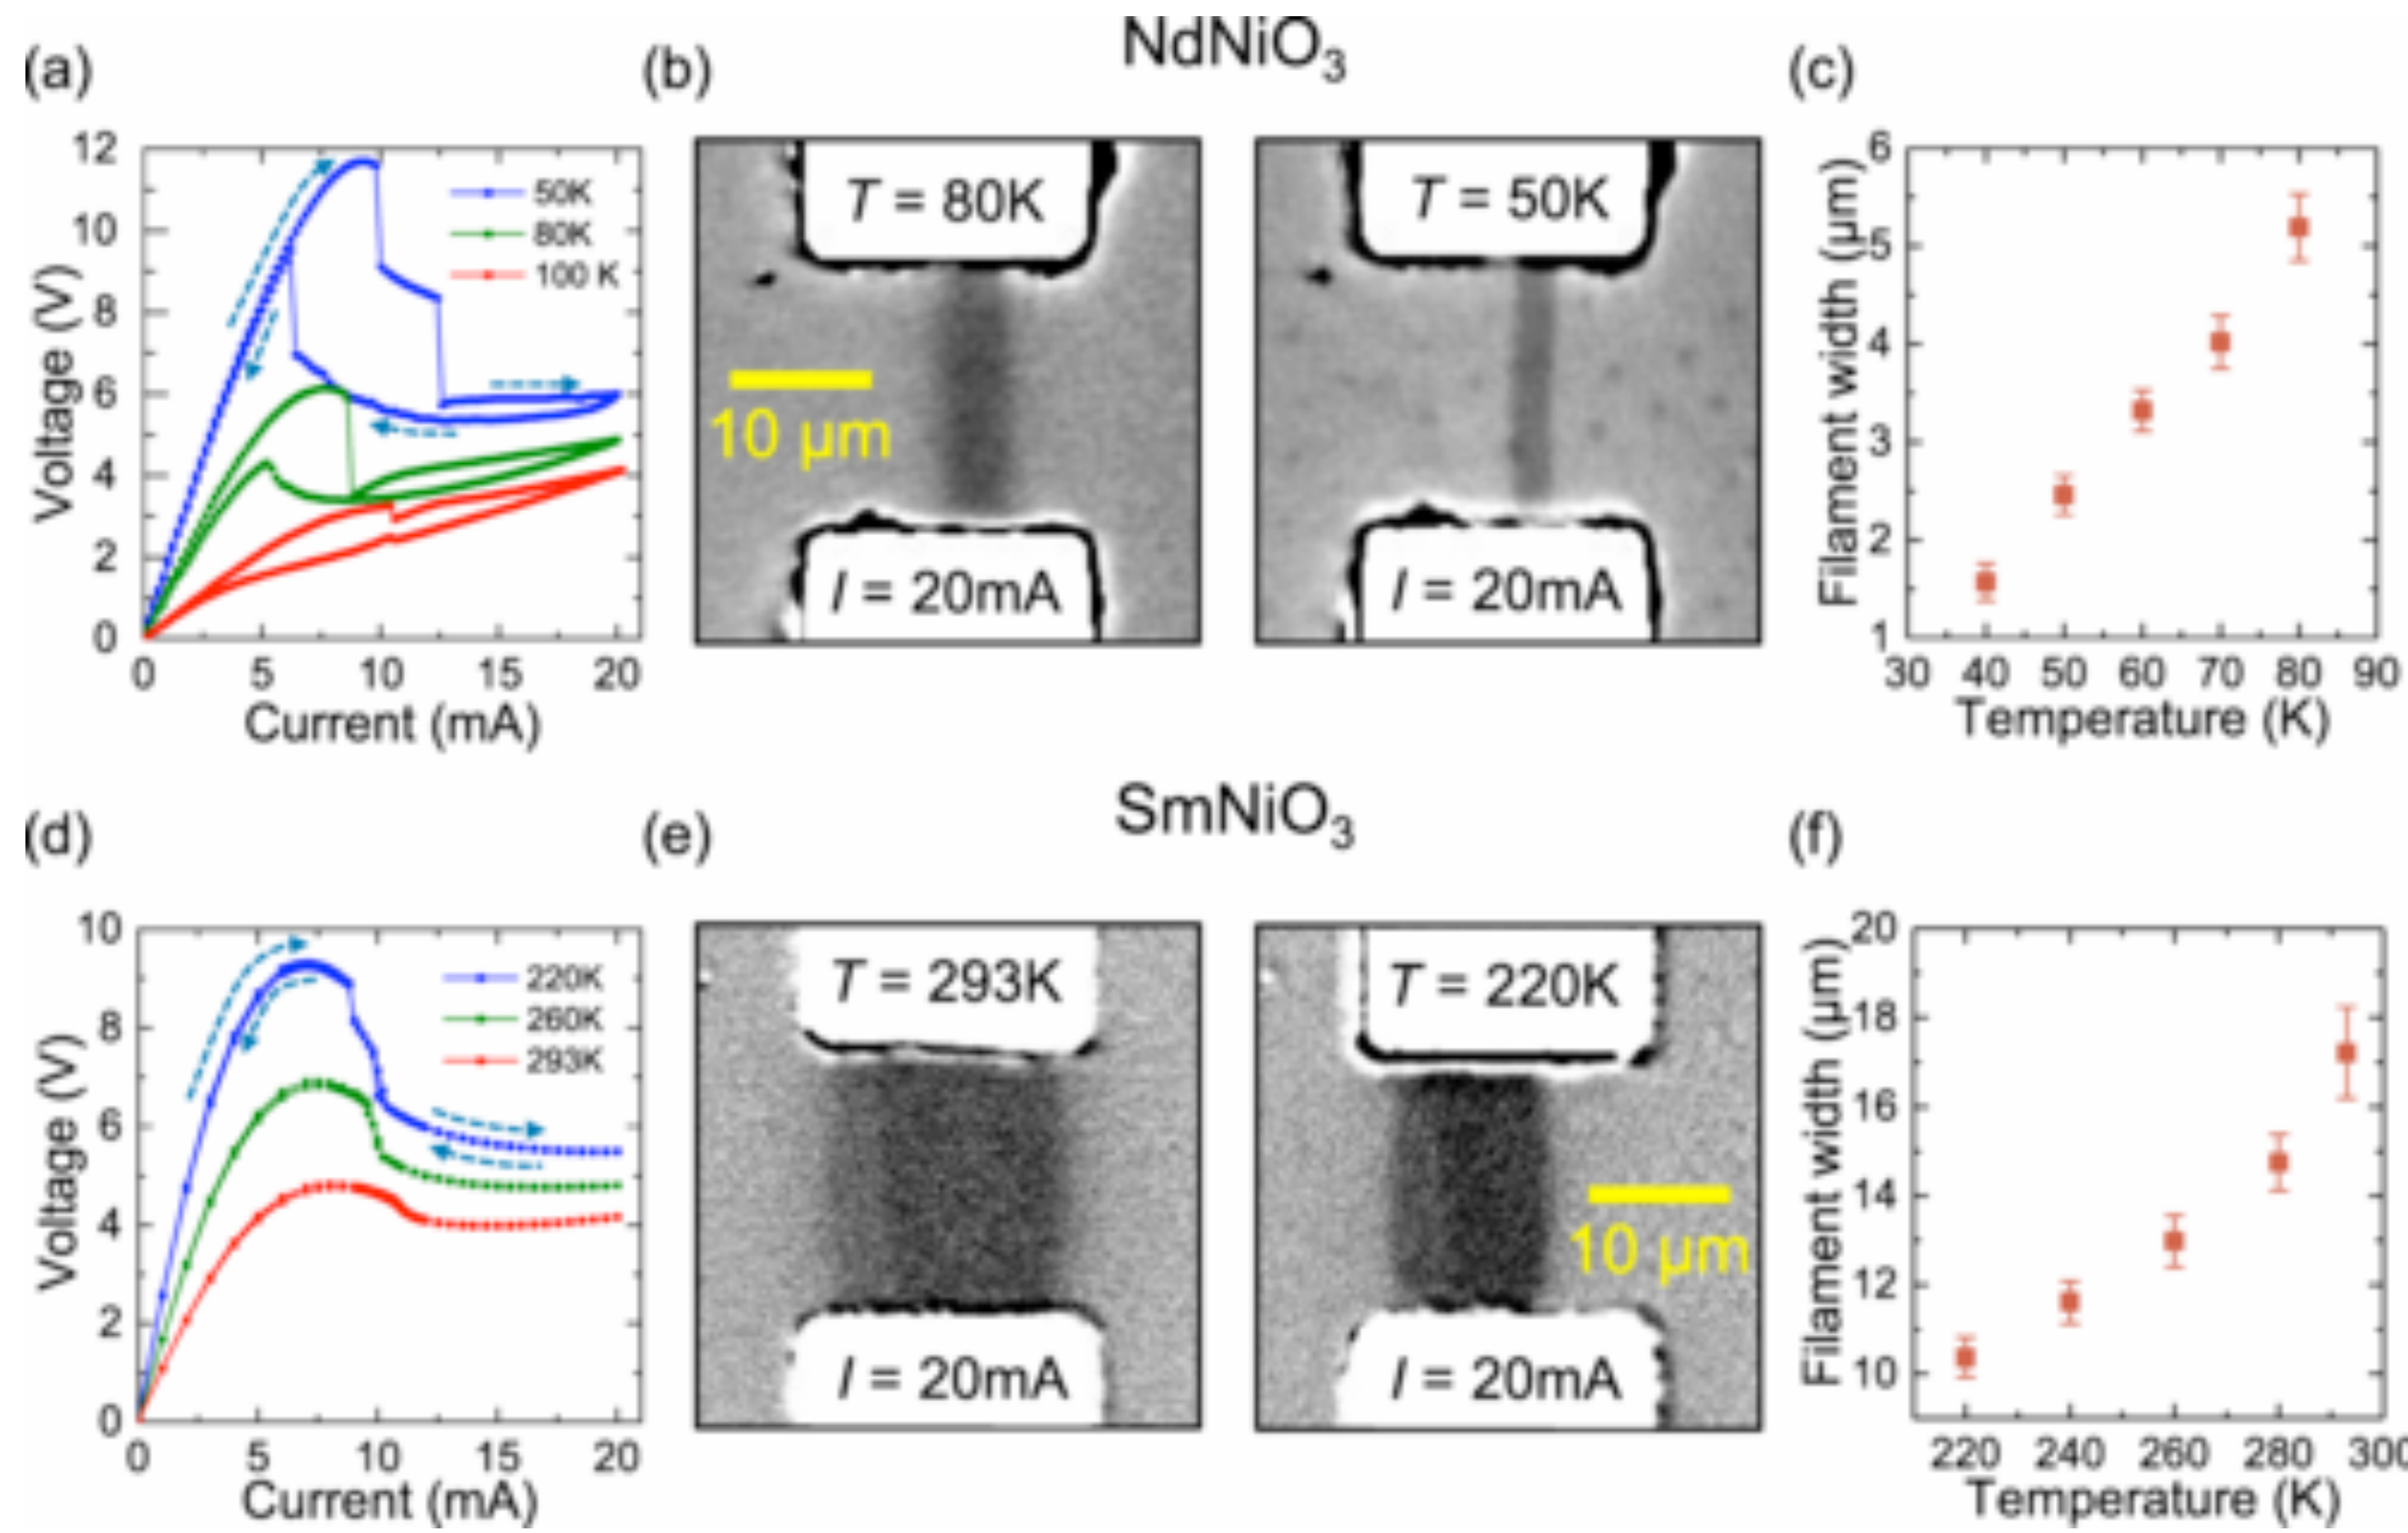 NdNiO3
(a)
(b)
(c)
12
10
8
6
4
2
0
Voltage (V)
50K
80K
100 K
0 5 10 15 20
Current (mA)
T = 80K
10 μm
I = 20mA
T = 50K
I = 20mA
6
5
4
3
2
1
Filament width (μm)
30 40 50 60 70 80 90
Temperature (K)
SmNiO3
(d)
(e)
(f)
10
8
6
4
2
0
Voltage (V)
220K
260K
293K
0 5 10 15 20
Current (mA)
T = 293K
I = 20mA
T = 220K
10 μm
I = 20mA
20
18
16
14
12
10
Filament width (μm)
220 240 260 280 300
Temperature (K)